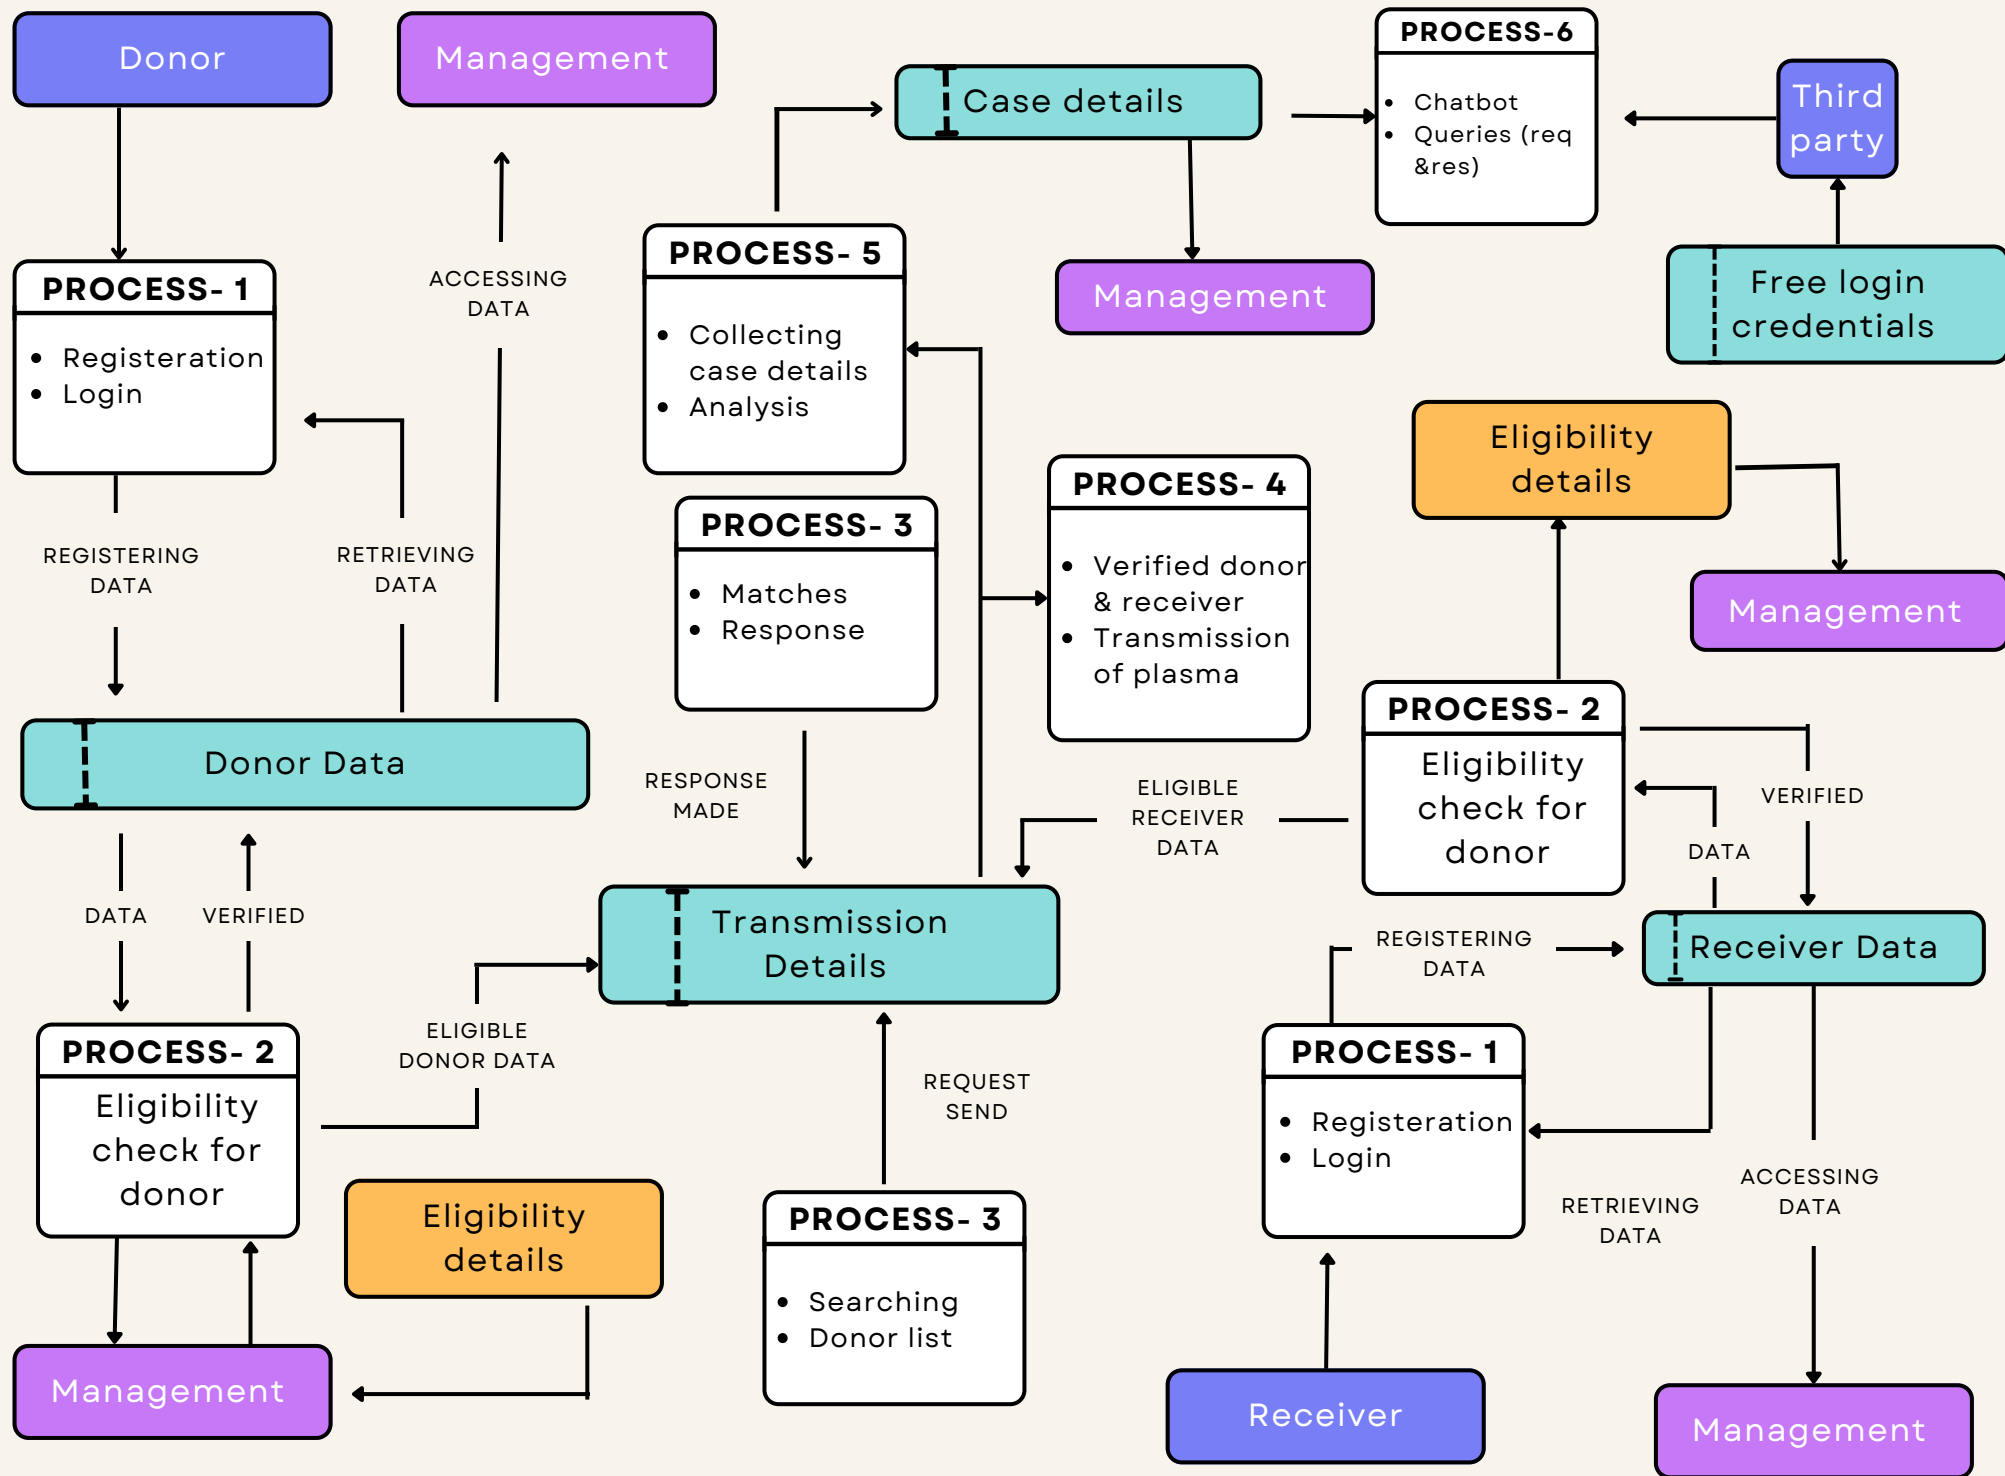 Donor
Management
PROCESS-6
Case details
Chatbot
Queries (req
&res)
Third
party
PROCESS- 5
Collecting
case details
Analysis
Management
Free login
credentials
PROCESS- 1
Registeration
Login
ACCESSING
DATA
Eligibility
details
PROCESS- 4
Verified donor
& receiver
Transmission
of plasma
PROCESS- 3
Matches
Response
REGISTERING
DATA
RETRIEVING
DATA
Management
PROCESS- 2
Eligibility
check for
donor
Donor Data
RESPONSE
MADE
ELIGIBLE
RECEIVER
DATA
VERIFIED
DATA
DATA
VERIFIED
Transmission
Details
REGISTERING
DATA
Receiver Data
PROCESS- 2
Eligibility
check for
donor
ELIGIBLE
DONOR DATA
REQUEST
SEND
PROCESS- 1
Registeration
Login
RETRIEVING
DATA
ACCESSING
DATA
Eligibility
details
PROCESS- 3
Searching
Donor list
Management
Receiver
Management